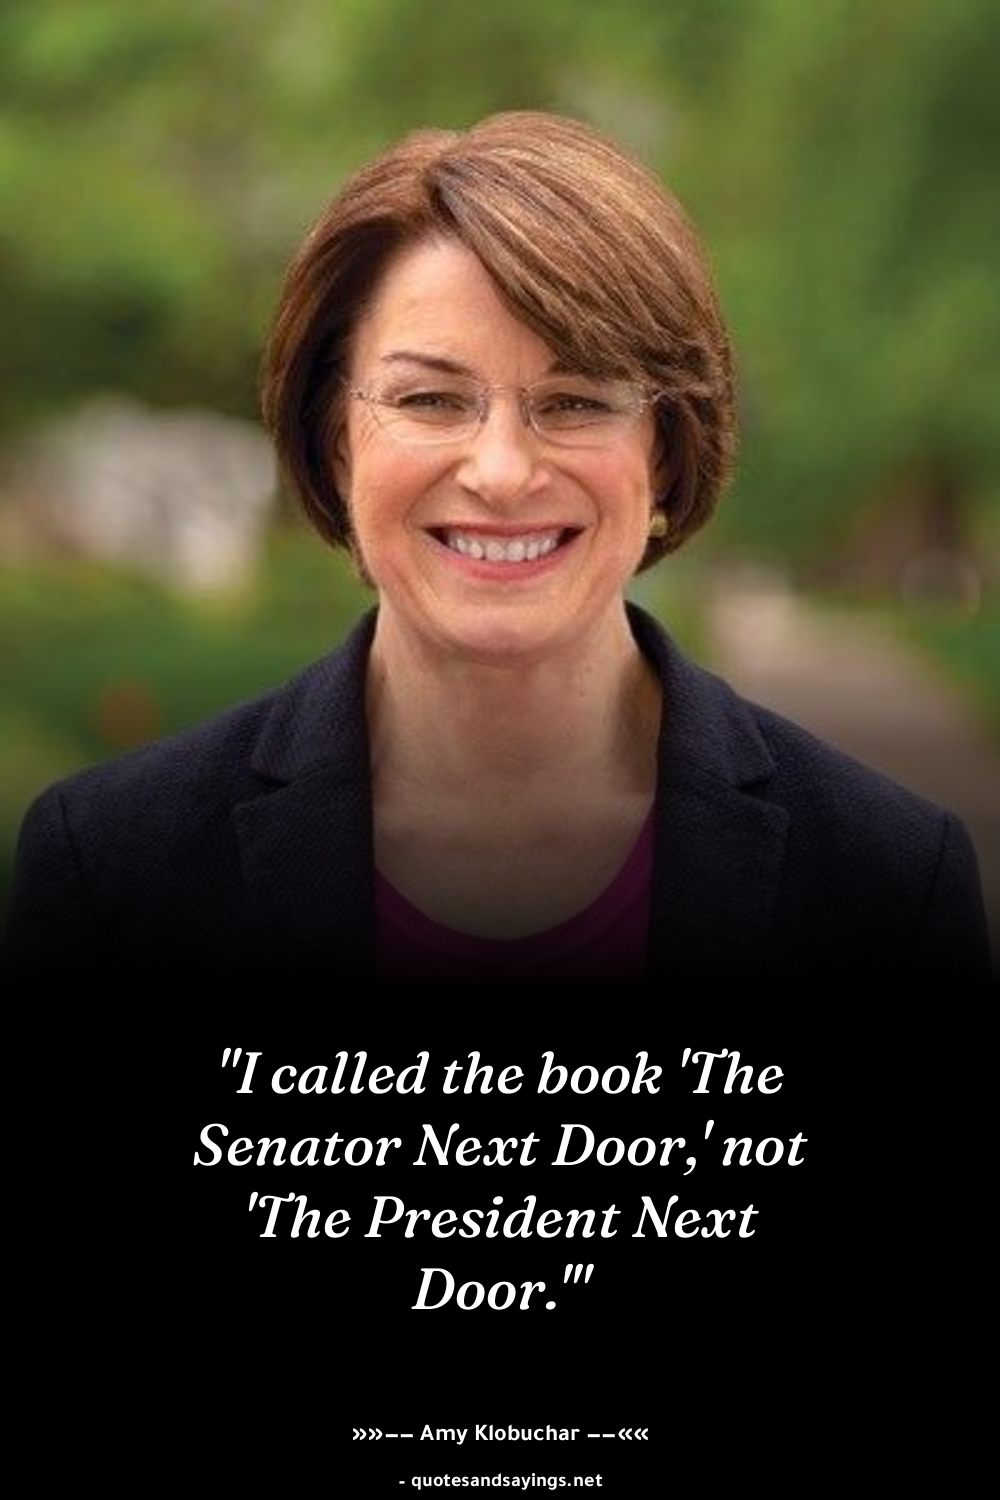 "I called the book 'The
Senator Next Door,' not
'The President Next
Door.'"
»»–– Amy Klobuchar ––««
- quotesandsayings.net